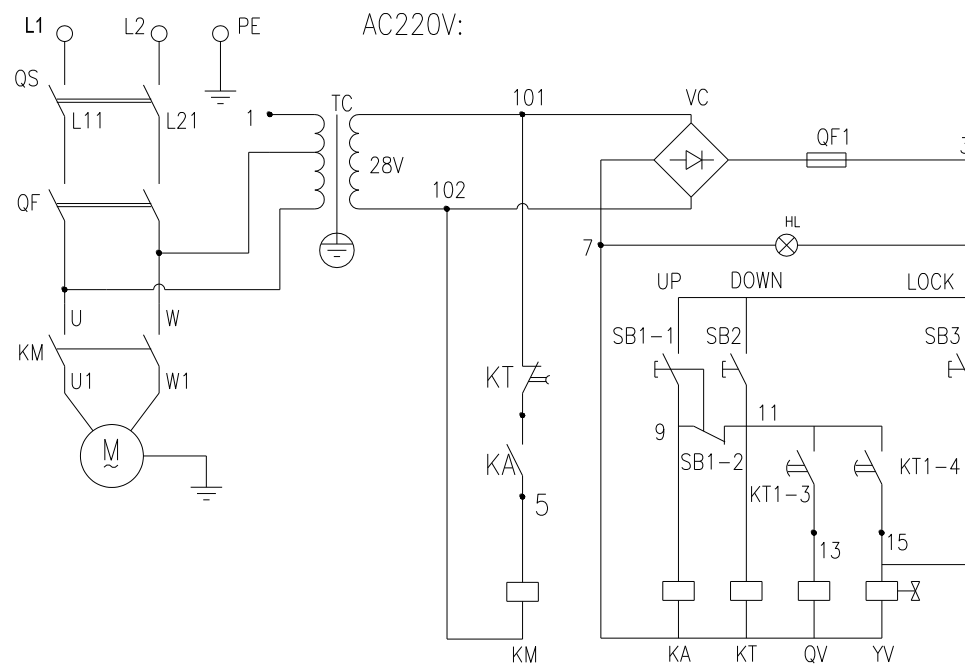 L1 L2 PE AC220V:
QS
L11 L21 1 TC 101 VC
QF1
28V
QF 102
7 HL
UP DOWN LOCK
U W
KM SB1-1 SB2 SB3
U1 W1 KT
9 11
M
~
KA SB1-2 KT1-3 KT1-4
5
13 15
KM KA KT QV YV